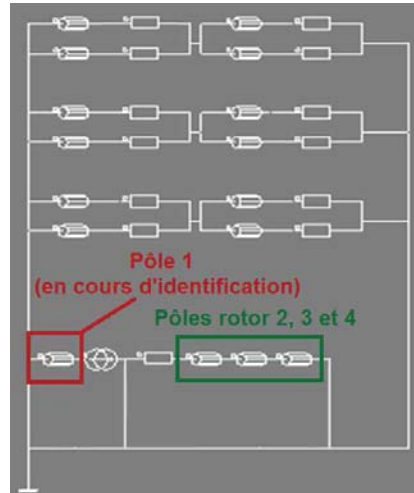 Pôle 1
(en cours d'identification)
Pôles rotor 2, 3 et 4